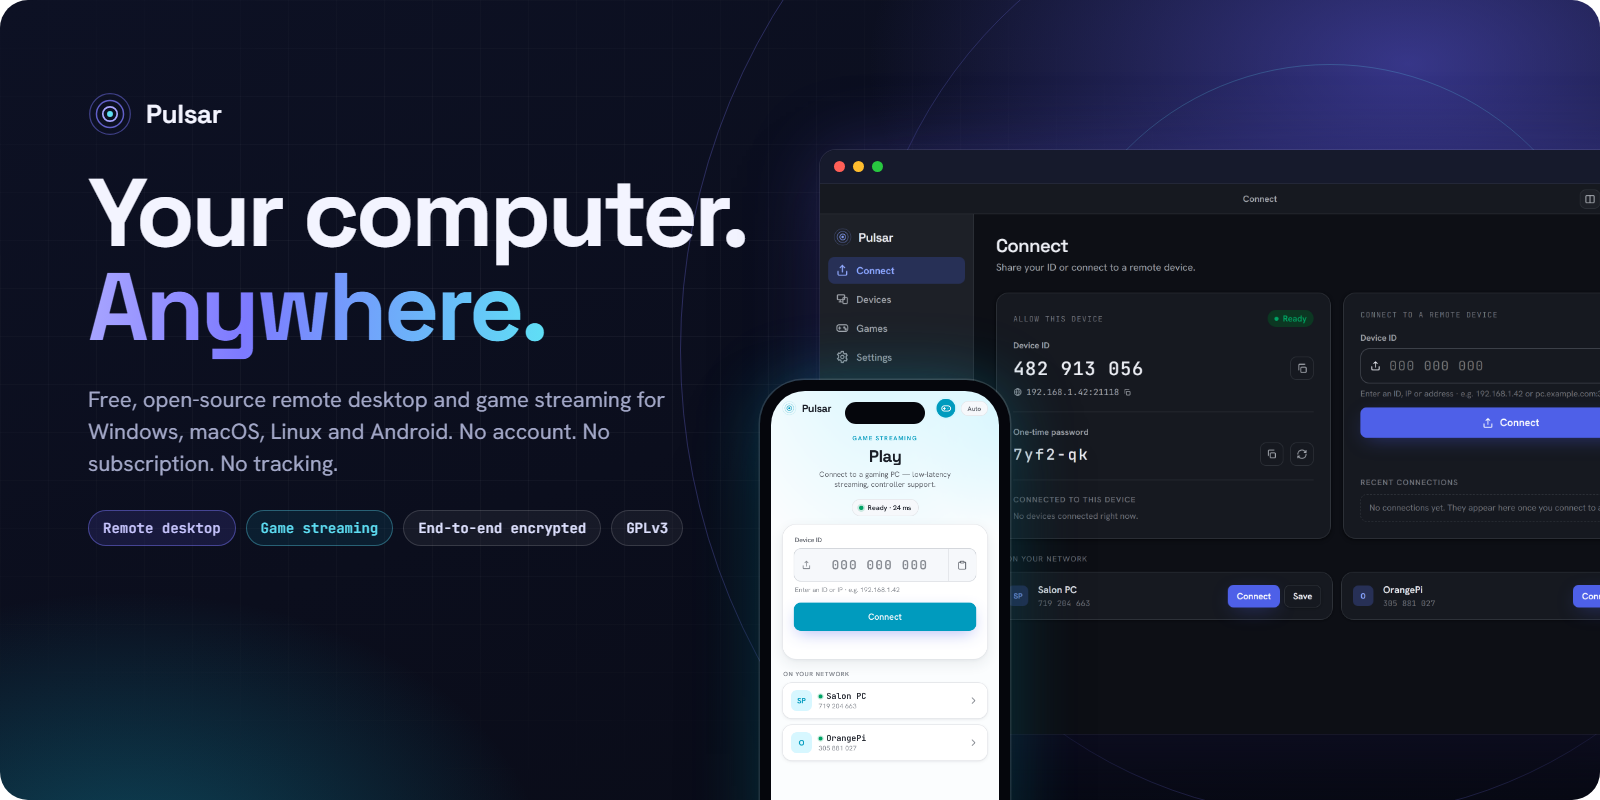 Pulsar
Your computer.
Anywhere.
Free, open-source remote desktop and game streaming for
Windows, macOS, Linux and Android. No account. No
subscription. No tracking.
Remote desktop
Game streaming
End-to-end encrypted
GPLv3
Connect
Pulsar
Connect
Devices
Games
Settings
Connect
Share your ID or connect to a remote device.
ALLOW THIS DEVICE
Ready
Device ID
482 913 056
192.168.1.42:21118
One-time password
7yf2-qk
CONNECTED TO THIS DEVICE
No devices connected right now.
CONNECT TO A REMOTE DEVICE
Device ID
000 000 000
Enter an ID, IP or address · e.g. 192.168.1.42 or pc.example.com:
Connect
RECENT CONNECTIONS
No connections yet. They appear here once you connect to
ON YOUR NETWORK
SP
Salon PC
719 204 663
Connect
Save
O
OrangePi
305 881 027
Conn
Pulsar
Auto
GAME STREAMING
Play
Connect to a gaming PC — low-latency
streaming, controller support.
Ready · 24 ms
Device ID
000 000 000
Enter an ID or IP · e.g. 192.168.1.42
Connect
ON YOUR NETWORK
SP
Salon PC
719 204 663
O
OrangePi
305 881 027